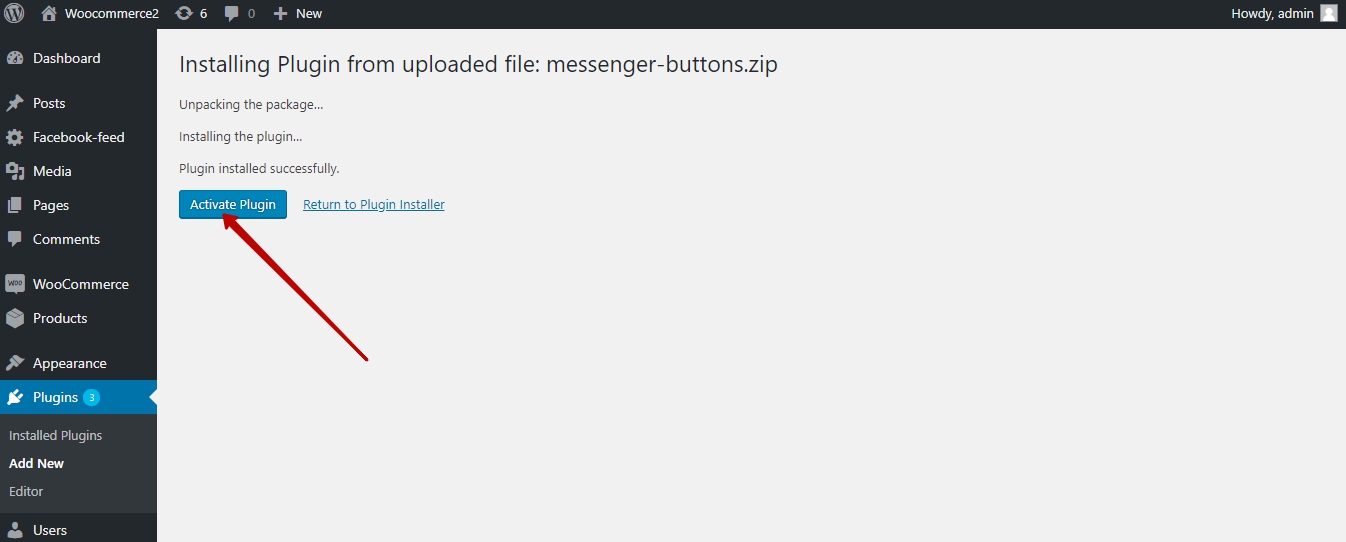 Woocommerce2 6 0 New Howdy, admin
Dashboard
Posts
Facebook-feed
Media
Pages
Comments
WOO WooCommerce
Products
Appearance
Plugins 3
Installed Plugins
Add New
Editor
Users
Installing Plugin from uploaded file: messenger-buttons.zip
Unpacking the package...
Installing the plugin...
Plugin installed successfully.
Activate Plugin Return to Plugin Installer